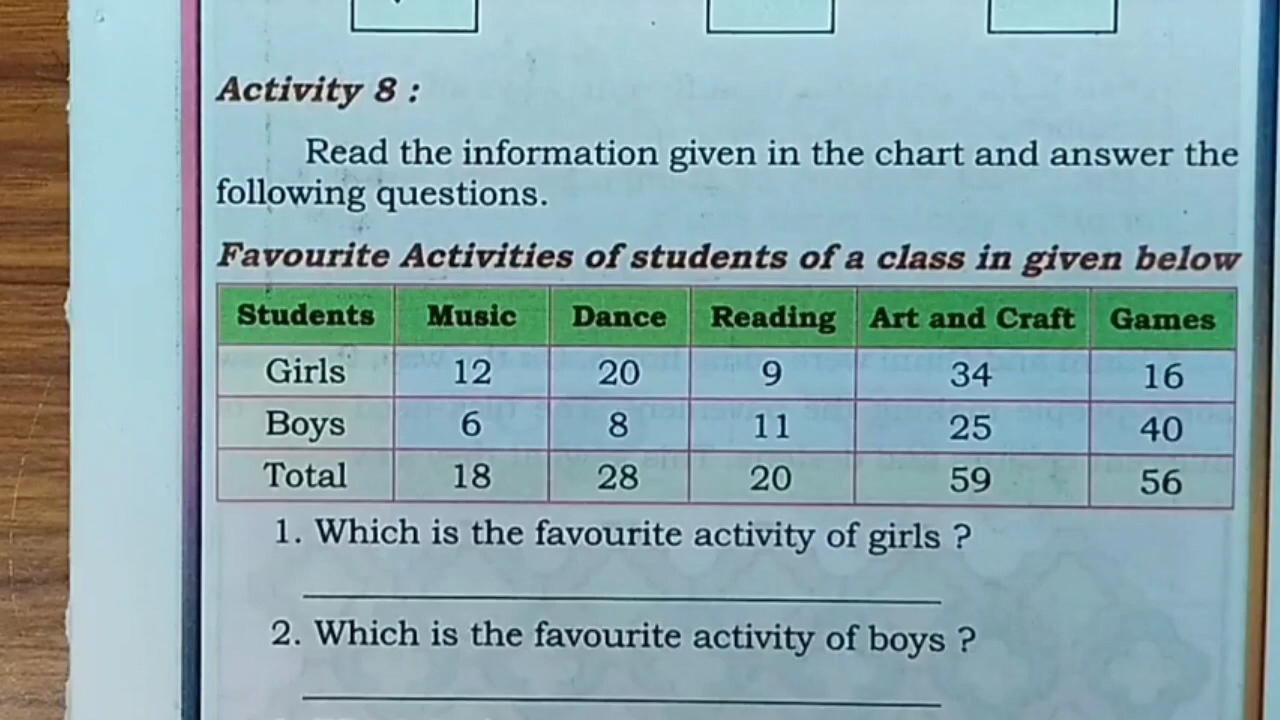 Activity 8 :
Read the information given in the chart and answer the
following questions.
Favourite Activities of students of a class in given below
Students Music Dance Reading Art and Craft Games
Girls 12 20 9 34 16
Boys 6 8 11 25 40
Total 18 28 20 59 56
1. Which is the favourite activity of girls ?
2. Which is the favourite activity of boys ?